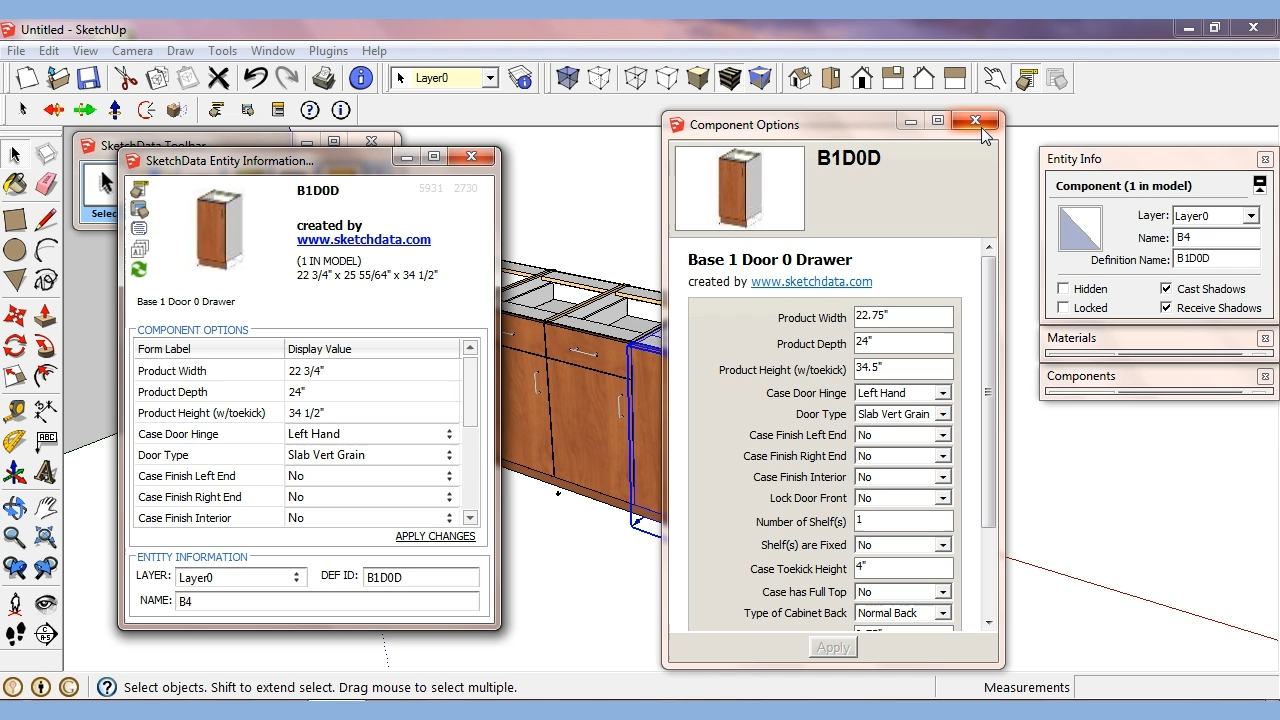 Untitled - SketchUp
File Edit View Camera Draw Tools Window Plugins Help
Layer0
SketchData Toolbar
Selec
SketchData Entity Information...
B1D0D 5931 2730
created by
www.sketchdata.com
(1 IN MODEL)
22 3/4" x 25 55/64" x 34 1/2"
Base 1 Door 0 Drawer
COMPONENT OPTIONS
Form Label Display Value
Product Width 22 3/4"
Product Depth 24"
Product Height (w/toekick) 34 1/2"
Case Door Hinge Left Hand
Door Type Slab Vert Grain
Case Finish Left End No
Case Finish Right End No
Case Finish Interior No
APPLY CHANGES
ENTITY INFORMATION
LAYER: Layer0 DEF ID: B1D0D
NAME: B4
Component Options
B1D0D
Base 1 Door 0 Drawer
created by www.sketchdata.com
Product Width 22.75"
Product Depth 24"
Product Height (w/toekick) 34.5"
Case Door Hinge Left Hand
Door Type Slab Vert Grain
Case Finish Left End No
Case Finish Right End No
Case Finish Interior No
Lock Door Front No
Number of Shelf(s) 1
Shelf(s) are Fixed No
Case Toekick Height 4"
Case has Full Top No
Type of Cabinet Back Normal Back
Apply
Entity Info
Component (1 in model)
Layer: Layer0
Name: B4
Definition Name: B1D0D
Hidden Cast Shadows
Locked Receive Shadows
Materials
Components
Select objects. Shift to extend select. Drag mouse to select multiple.
Measurements